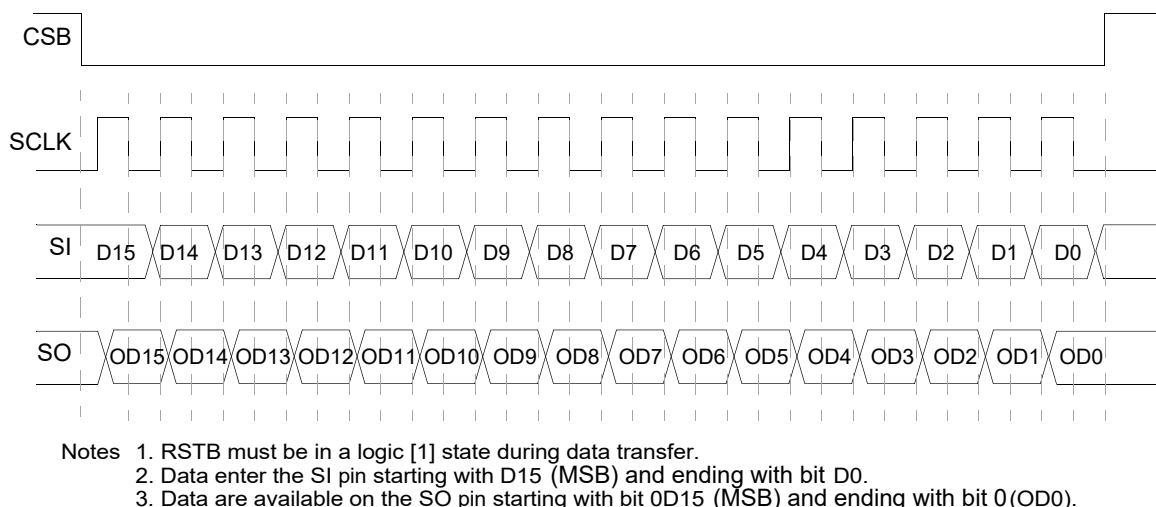 CSB
SCLK
SI D15 D14 D13 D12 D11 D10 D9 D8 D7 D6 D5 D4 D3 D2 D1 D0
SO OD15 OD14 OD13 OD12 OD11 OD10 OD9 OD8 OD7 OD6 OD5 OD4 OD3 OD2 OD1 OD0
Notes 1. RSTB must be in a logic [1] state during data transfer.
2. Data enter the SI pin starting with D15 (MSB) and ending with bit D0.
3. Data are available on the SO pin starting with bit 0D15 (MSB) and ending with bit 0(OD0).